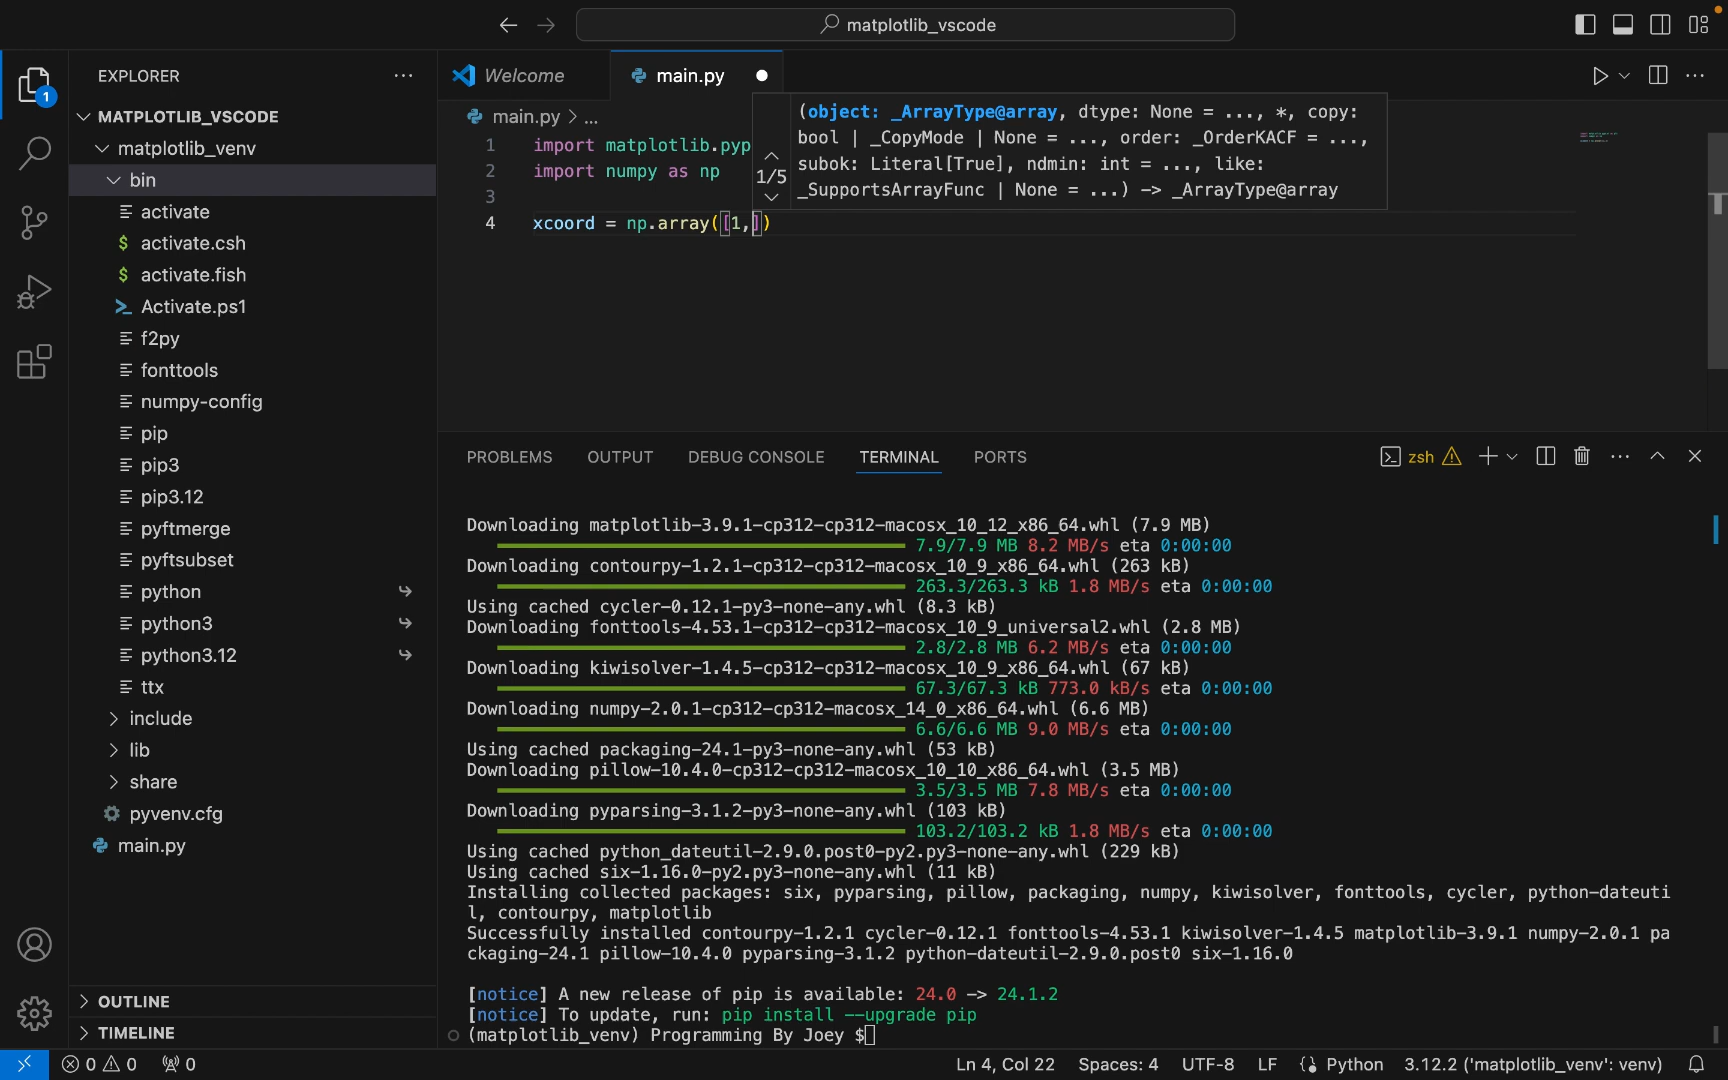 matplotlib_vscode
EXPLORER
1
MATPLOTLIB_VSCODE
matplotlib_venv
bin
activate
$ activate.csh
$ activate.fish
Activate.ps1
f2py
fonttools
numpy-config
pip
pip3
pip3.12
pyftmerge
pyftsubset
python
python3
python3.12
ttx
include
lib
share
pyvenv.cfg
main.py
OUTLINE
TIMELINE
Welcome
main.py
main.py > ...
1 import matplotlib.pyp
2 import numpy as np
3
4 xcoord = np.array([1,])
1/5
(object: _ArrayType@array, dtype: None = ..., *, copy:
bool | _CopyMode | None = ..., order: _OrderKACF = ...,
subok: Literal[True], ndmin: int = ..., like:
_SupportsArrayFunc | None = ...) -> _ArrayType@array
PROBLEMS OUTPUT DEBUG CONSOLE TERMINAL PORTS
zsh
Downloading matplotlib-3.9.1-cp312-cp312-macosx_10_12_x86_64.whl (7.9 MB)
7.9/7.9 MB 8.2 MB/s eta 0:00:00
Downloading contourpy-1.2.1-cp312-cp312-macosx_10_9_x86_64.whl (263 kB)
263.3/263.3 kB 1.8 MB/s eta 0:00:00
Using cached cycler-0.12.1-py3-none-any.whl (8.3 kB)
Downloading fonttools-4.53.1-cp312-cp312-macosx_10_9_universal2.whl (2.8 MB)
2.8/2.8 MB 6.2 MB/s eta 0:00:00
Downloading kiwisolver-1.4.5-cp312-cp312-macosx_10_9_x86_64.whl (67 kB)
67.3/67.3 kB 773.0 kB/s eta 0:00:00
Downloading numpy-2.0.1-cp312-cp312-macosx_14_0_x86_64.whl (6.6 MB)
6.6/6.6 MB 9.0 MB/s eta 0:00:00
Using cached packaging-24.1-py3-none-any.whl (53 kB)
Downloading pillow-10.4.0-cp312-cp312-macosx_10_10_x86_64.whl (3.5 MB)
3.5/3.5 MB 7.8 MB/s eta 0:00:00
Downloading pyparsing-3.1.2-py3-none-any.whl (103 kB)
103.2/103.2 kB 1.8 MB/s eta 0:00:00
Using cached python_dateutil-2.9.0.post0-py2.py3-none-any.whl (229 kB)
Using cached six-1.16.0-py2.py3-none-any.whl (11 kB)
Installing collected packages: six, pyparsing, pillow, packaging, numpy, kiwisolver, fonttools, cycler, python-dateuti
l, contourpy, matplotlib
Successfully installed contourpy-1.2.1 cycler-0.12.1 fonttools-4.53.1 kiwisolver-1.4.5 matplotlib-3.9.1 numpy-2.0.1 pa
ckaging-24.1 pillow-10.4.0 pyparsing-3.1.2 python-dateutil-2.9.0.post0 six-1.16.0
[notice] A new release of pip is available: 24.0 -> 24.1.2
[notice] To update, run: pip install --upgrade pip
(matplotlib_venv) Programming By Joey $
0 0 0 Ln 4, Col 22 Spaces: 4 UTF-8 LF Python 3.12.2 ('matplotlib_venv': venv)